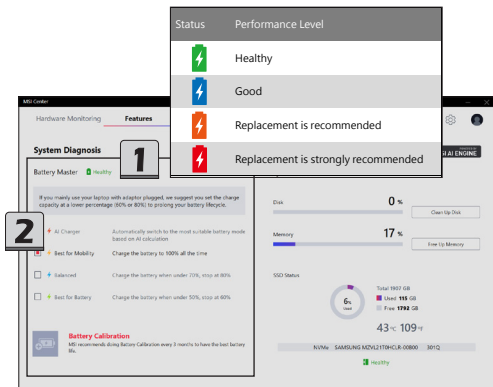 Status Performance Level
Healthy
Good
Replacement is recommended
Replacement is strongly recommended
MSI Center
Hardware Monitoring Features
System Diagnosis
SI AI ENGINE
Battery Master Healthy
1
If you mainly use your laptop with adaptor plugged, we suggest you set the charge
capacity at a lower percentage (60% or 80%) to prolong your battery lifecycle.
2
AI Charger Automatically switch to the most suitable battery mode
based on AI calculation
Best for Mobility Charge the battery to 100% all the time
Balanced Charge the battery when under 70%, stop at 80%
Best for Battery Charge the battery when under 50%, stop at 60%
Battery Calibration
MSI recommends doing Battery Calibration every 3 months to have the best battery
life.
Disk 0 %
Clean Up Disk
Memory 17 %
Free Up Memory
SSD Status
6%
Used
Total 1907 GB
Used 115 GB
Free 1792 GB
43 °C 109 °F
NVMe SAMSUNG MZVL21T0HCLR-00B00 301Q
Healthy